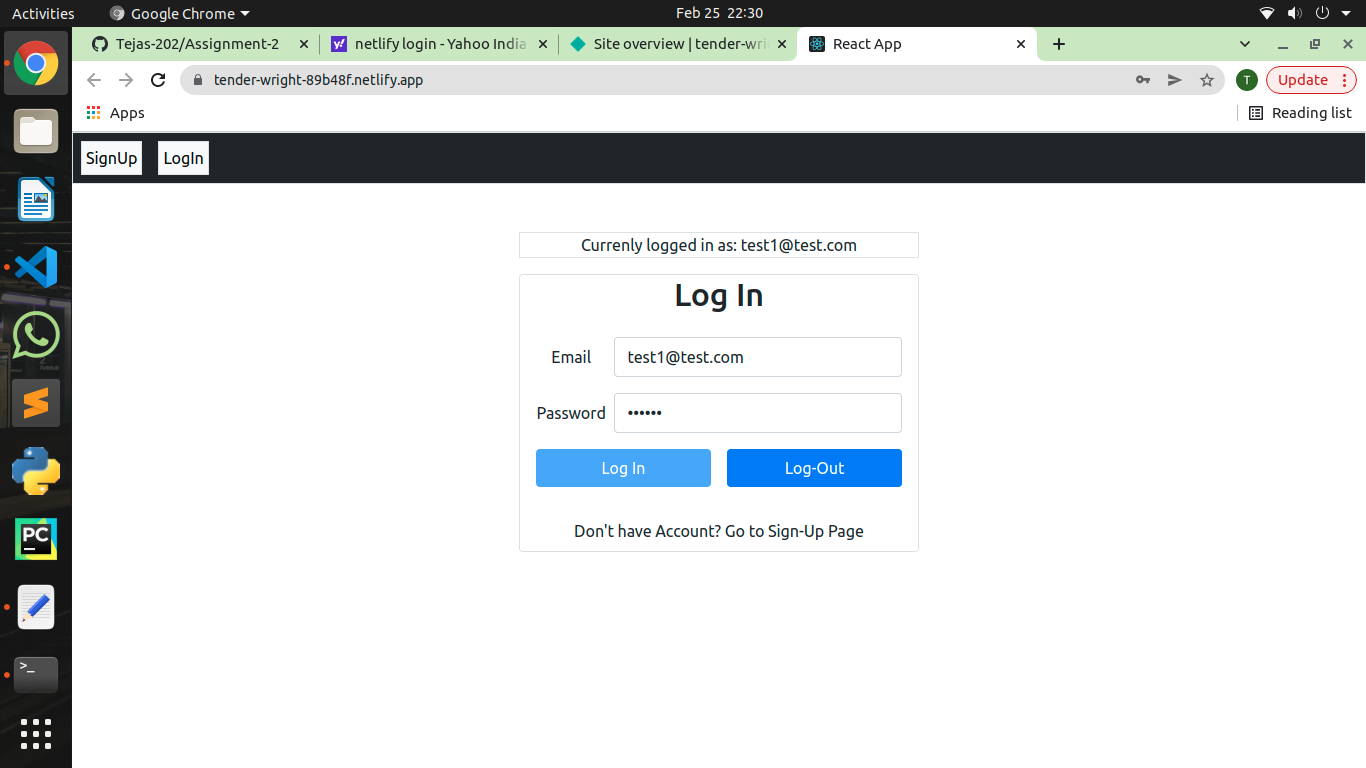 Activities Google Chrome Feb 25 22:30
Tejas-202/Assignment-2 netlify login - Yahoo India Site overview | tender-wri React App
tender-wright-89b48f.netlify.app T Update
Apps Reading list
SignUp LogIn
Currenly logged in as: test1@test.com
Log In
Email test1@test.com
Password ••••••
Log In Log-Out
Don't have Account? Go to Sign-Up Page
y!
PC
>_